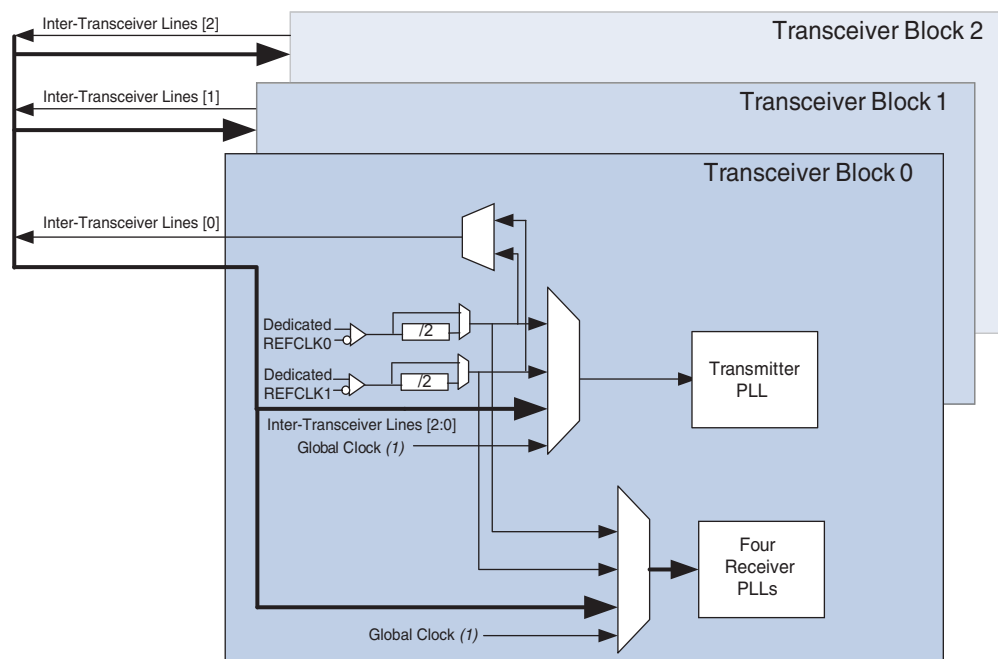 Inter-Transceiver Lines [2]
Transceiver Block 2
Inter-Transceiver Lines [1]
Transceiver Block 1
Transceiver Block 0
Inter-Transceiver Lines [0]
Dedicated
REFCLK0
/2
Dedicated
REFCLK1
/2
Transmitter
PLL
Inter-Transceiver Lines [2:0]
Global Clock (1)
Four
Receiver
PLLs
Global Clock (1)